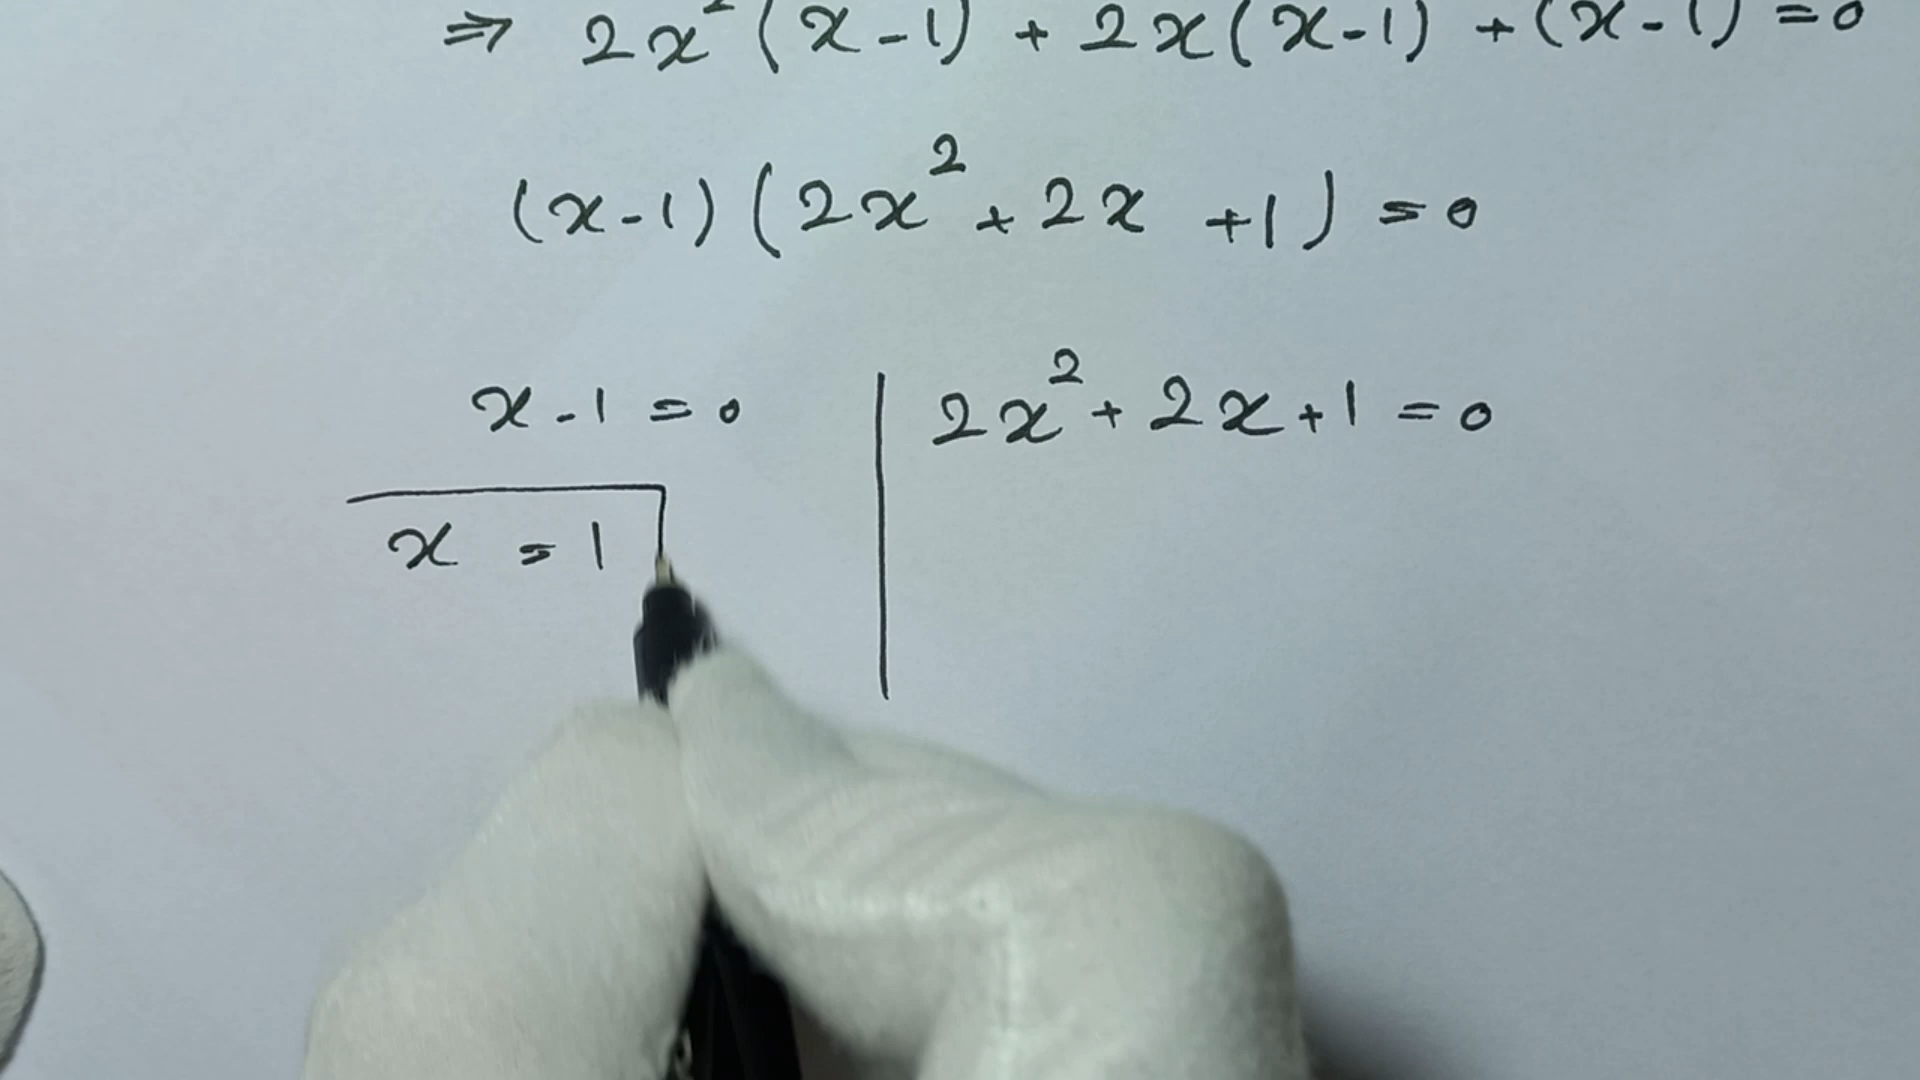 ⇒ 2x²(x-1) + 2x(x-1) + (x-1) = 0
(x-1)(2x² + 2x + 1) = 0
x - 1 = 0 | 2x² + 2x + 1 = 0
x = 1